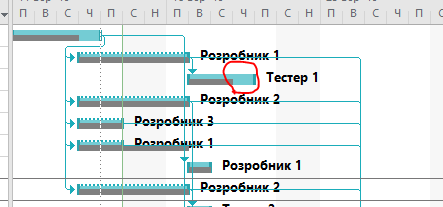 П В С Ч П С Н П В С Ч П С Н П В С Ч П
Розробник 1
Тестер 1
Розробник 2
Розробник 3
Розробник 1
Розробник 1
Розробник 2